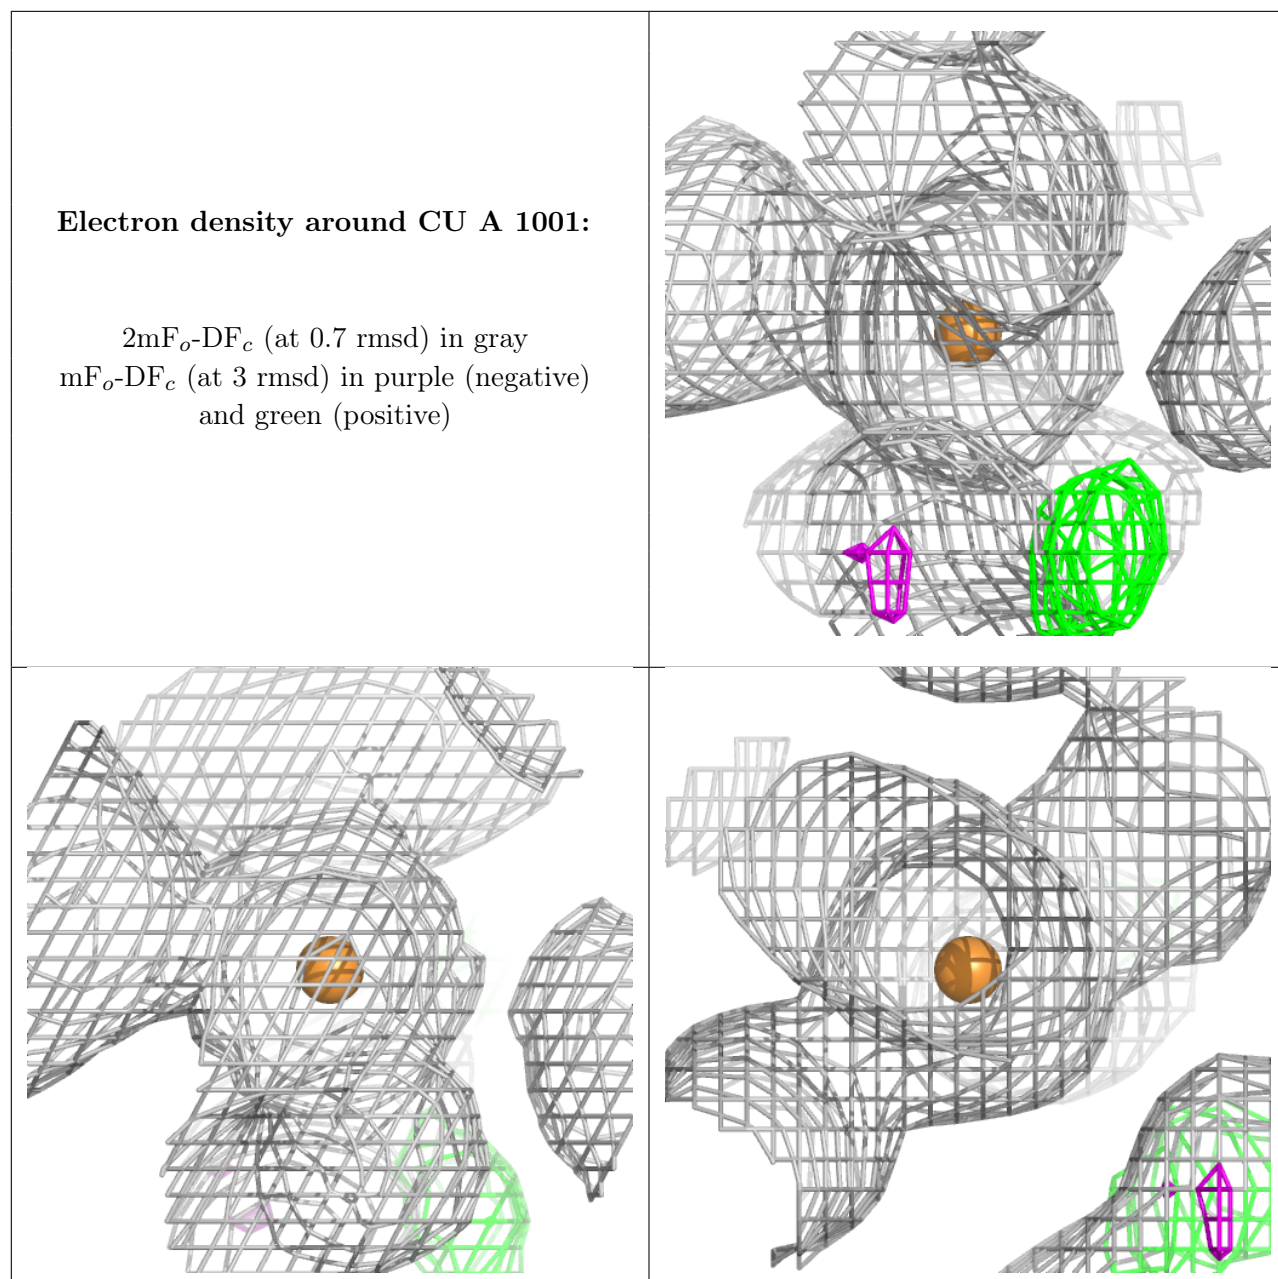 Electron density around CU A 1001:
2mFₒ-DF𝒸 (at 0.7 rmsd) in gray
mFₒ-DF𝒸 (at 3 rmsd) in purple (negative)
and green (positive)